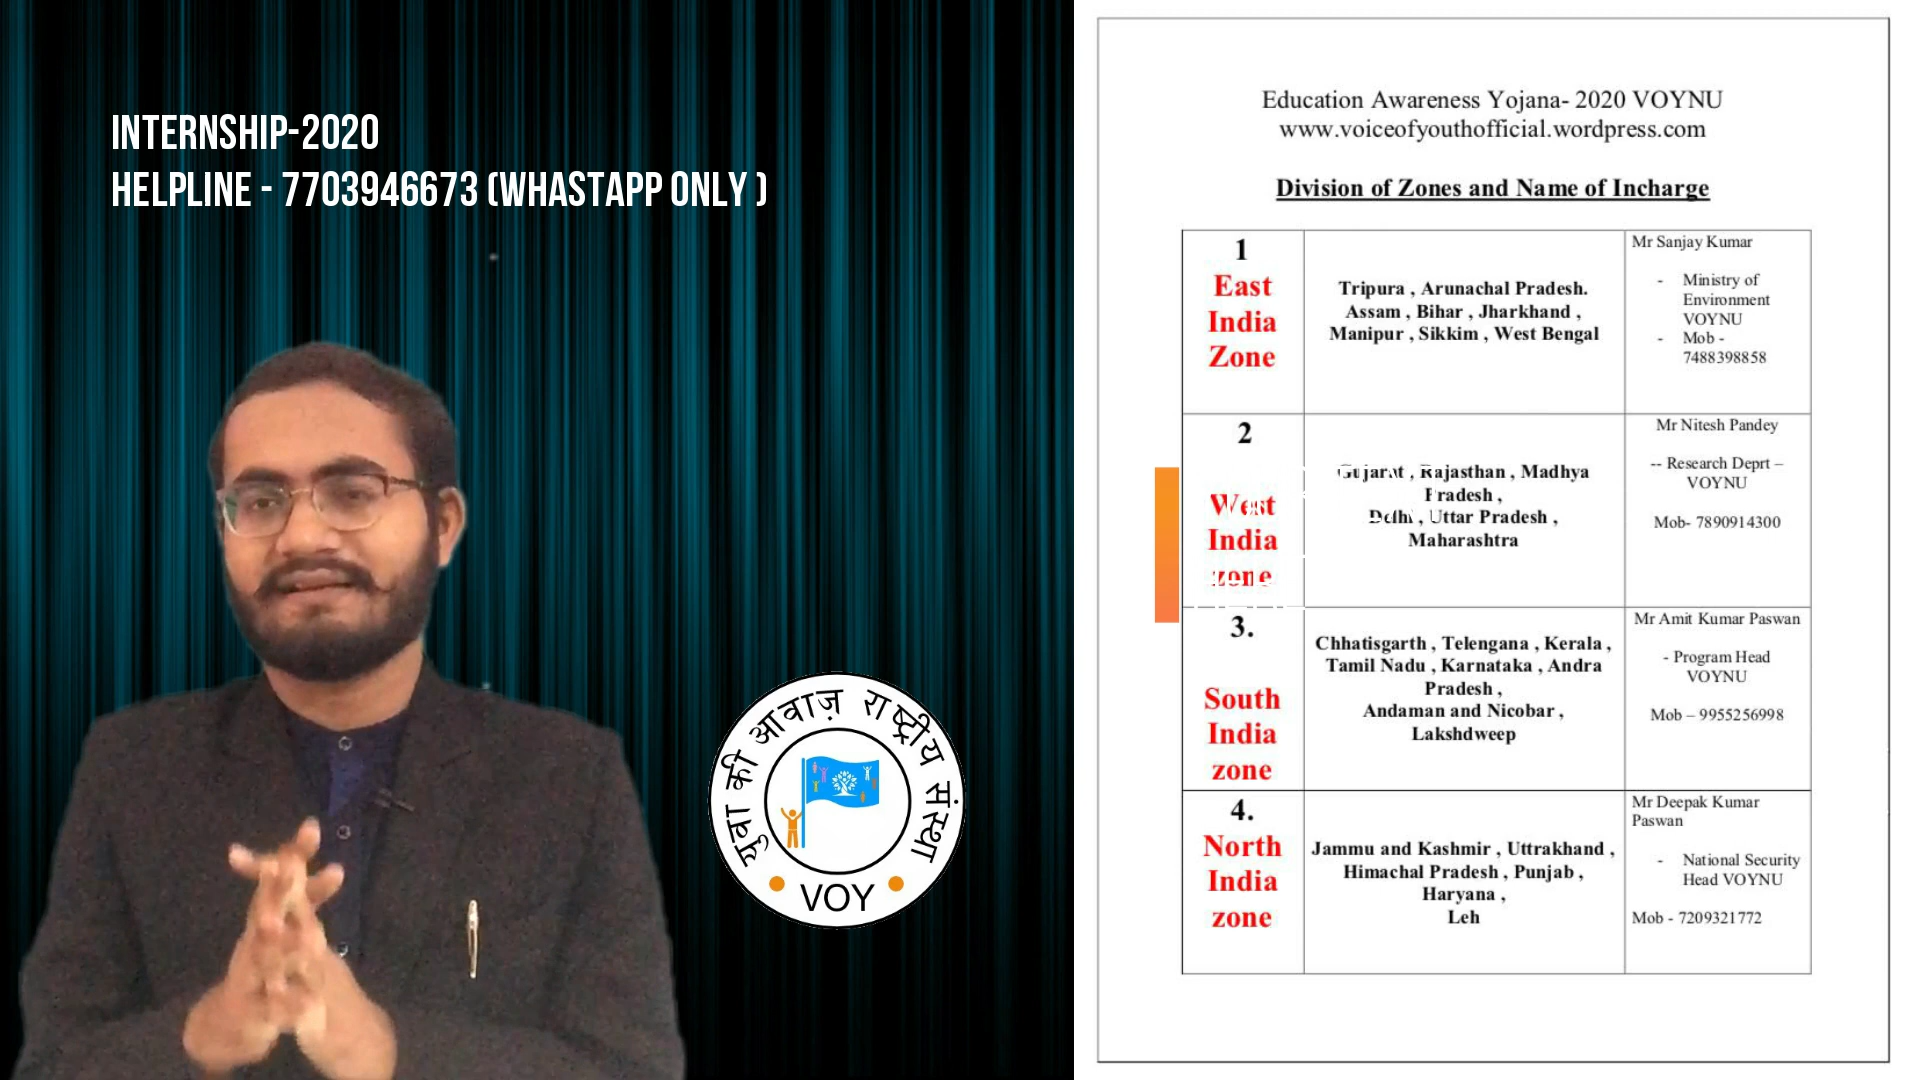 INTERNSHIP-2020
HELPLINE - 7703946673 (WHASTAPP ONLY )
युवा की आवाज़ राष्ट्रीय संस्था
VOY
Education Awareness Yojana- 2020 VOYNU
www.voiceofyouthofficial.wordpress.com
Division of Zones and Name of Incharge
1
East
India
Zone
Tripura , Arunachal Pradesh.
Assam , Bihar , Jharkhand ,
Manipur , Sikkim , West Bengal
Mr Sanjay Kumar
- Ministry of
Environment
VOYNU
- Mob -
7488398858
2
West
India
zone
Gujarat , Rajasthan , Madhya
Pradesh ,
Delhi , Uttar Pradesh ,
Maharashtra
Mr Nitesh Pandey
-- Research Deprt –
VOYNU
Mob- 7890914300
3.
South
India
zone
Chhatisgarth , Telengana , Kerala ,
Tamil Nadu , Karnataka , Andra
Pradesh ,
Andaman and Nicobar ,
Lakshdweep
Mr Amit Kumar Paswan
- Program Head
VOYNU
Mob – 9955256998
4.
North
India
zone
Jammu and Kashmir , Uttrakhand ,
Himachal Pradesh , Punjab ,
Haryana ,
Leh
Mr Deepak Kumar
Paswan
- National Security
Head VOYNU
Mob - 7209321772